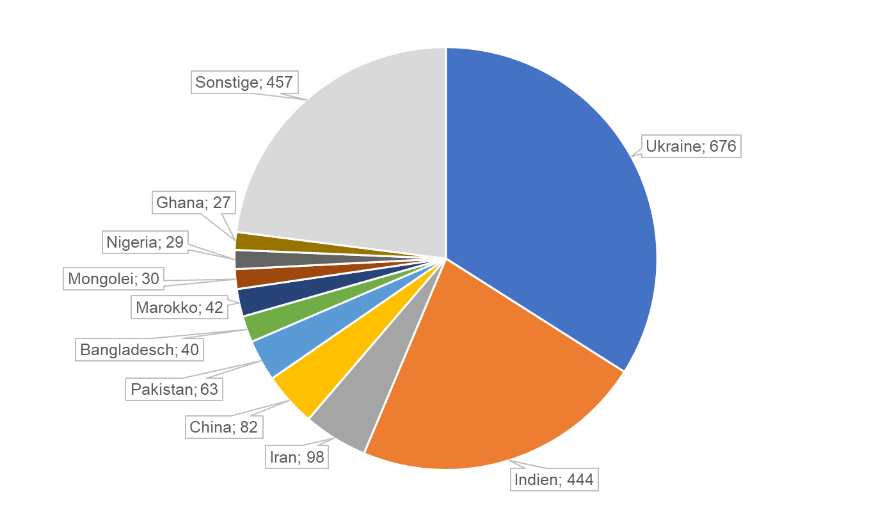 Sonstige; 457
Ukraine; 676
Ghana; 27
Nigeria; 29
Mongolei; 30
Marokko; 42
Bangladesch; 40
Pakistan; 63
China; 82
Iran; 98
Indien; 444